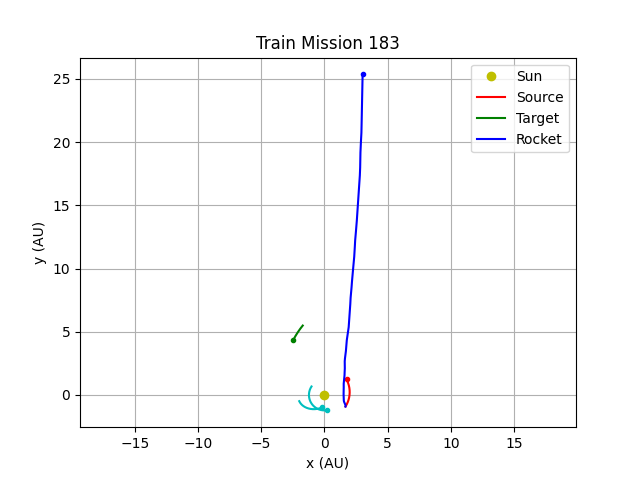 Train Mission 183
Sun
Source
Target
Rocket
y (AU)
25
20
15
10
5
0
−15
−10
−5
0
5
10
15
x (AU)